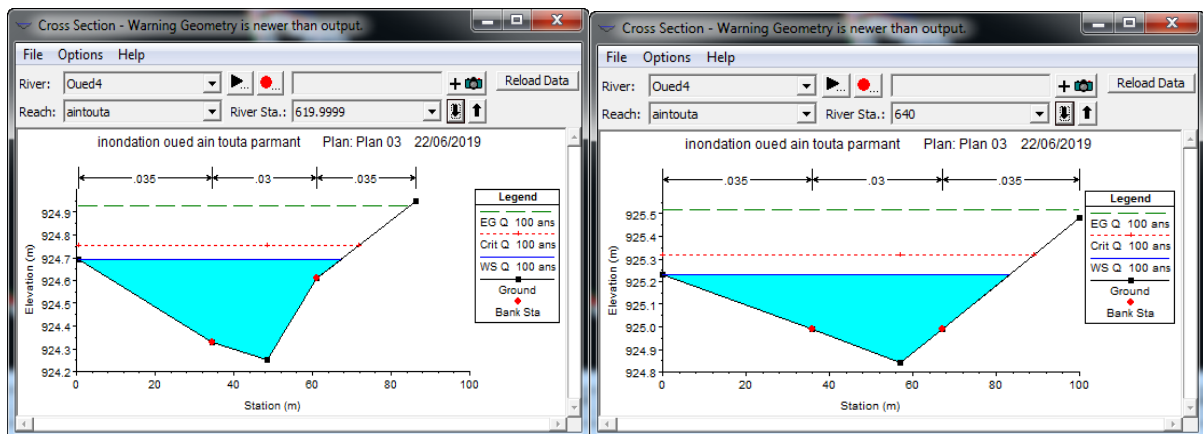 Cross Section - Warning Geometry is newer than output.
File Options Help
River: Oued4 Reload Data
Reach: aintouta River Sta.: 619.9999
inondation oued ain touta parmant Plan: Plan 03 22/06/2019
.035 .03 .035
Legend
EG Q 100 ans
Crit Q 100 ans
WS Q 100 ans
Ground
Bank Sta
924.9
924.8
924.7
924.6
924.5
924.4
924.3
924.2
Elevation (m)
0 20 40 60 80 100
Station (m)
Cross Section - Warning Geometry is newer than output.
File Options Help
River: Oued4 Reload Data
Reach: aintouta River Sta.: 640
inondation oued ain touta parmant Plan: Plan 03 22/06/2019
.035 .03 .035
Legend
EG Q 100 ans
Crit Q 100 ans
WS Q 100 ans
Ground
Bank Sta
925.5
925.4
925.3
925.2
925.1
925.0
924.9
924.8
Elevation (m)
0 20 40 60 80 100
Station (m)